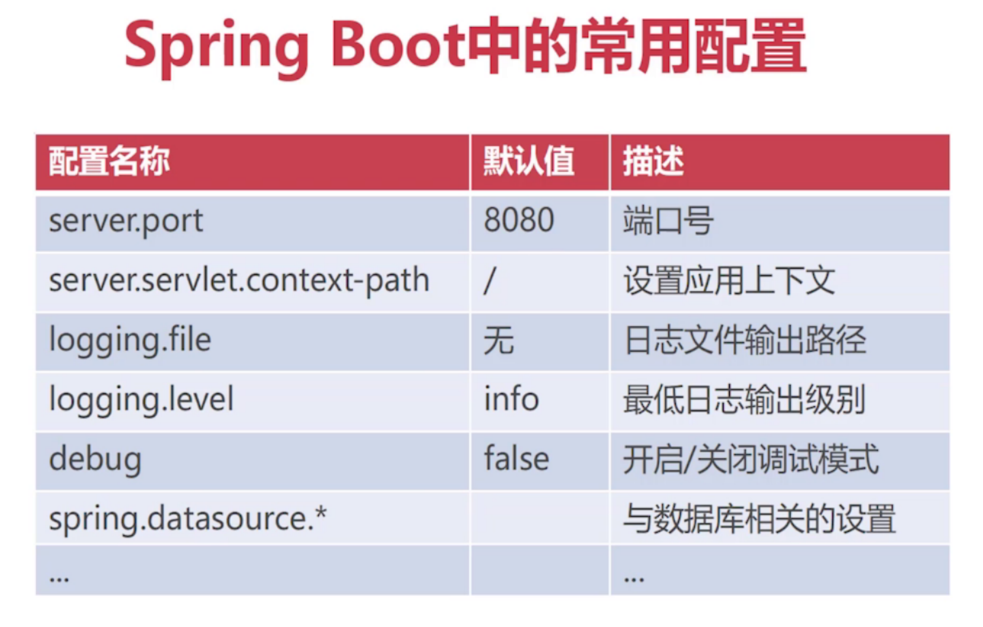 Spring Boot中的常用配置
配置名称 默认值 描述
server.port 8080 端口号
server.servlet.context-path / 设置应用上下文
logging.file 无 日志文件输出路径
logging.level info 最低日志输出级别
debug false 开启/关闭调试模式
spring.datasource.* 与数据库相关的设置
... ...